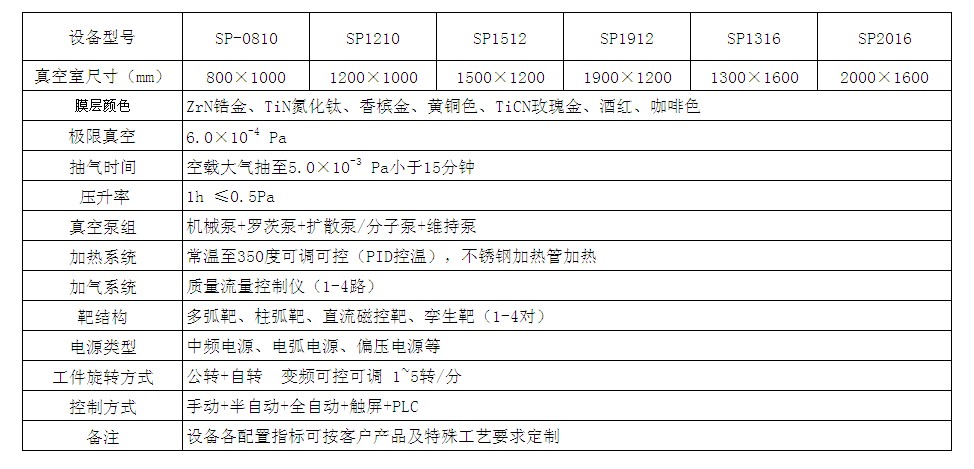 设备型号 SP-0810 SP1210 SP1512 SP1912 SP1316 SP2016
真空室尺寸（mm） 800×1000 1200×1000 1500×1200 1900×1200 1300×1600 2000×1600
膜层颜色 ZrN锆金、TiN氮化钛、香槟金、黄铜色、TiCN玫瑰金、酒红、咖啡色
极限真空 6.0×10⁻⁴ Pa
抽气时间 空载大气抽至5.0×10⁻³ Pa小于15分钟
压升率 1h ≤0.5Pa
真空泵组 机械泵+罗茨泵+扩散泵/分子泵+维持泵
加热系统 常温至350度可调可控（PID控温），不锈钢加热管加热
加气系统 质量流量控制仪（1-4路）
靶结构 多弧靶、柱弧靶、直流磁控靶、孪生靶（1-4对）
电源类型 中频电源、电弧电源、偏压电源等
工件旋转方式 公转+自转 变频可控可调 1~5转/分
控制方式 手动+半自动+全自动+触屏+PLC
备注 设备各配置指标可按客户产品及特殊工艺要求定制